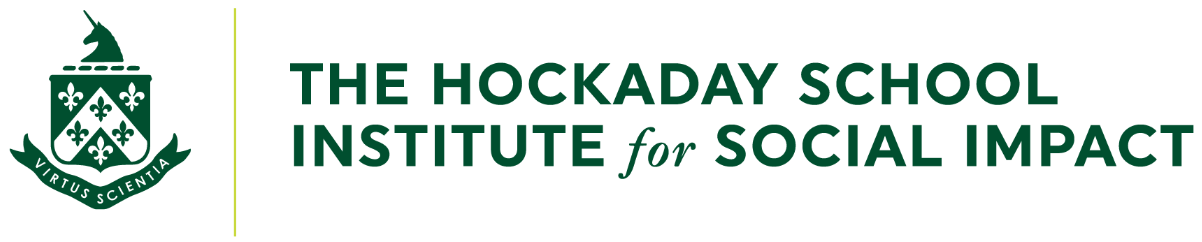 VIRTUS SCIENTIA
THE HOCKADAY SCHOOL
INSTITUTE for SOCIAL IMPACT